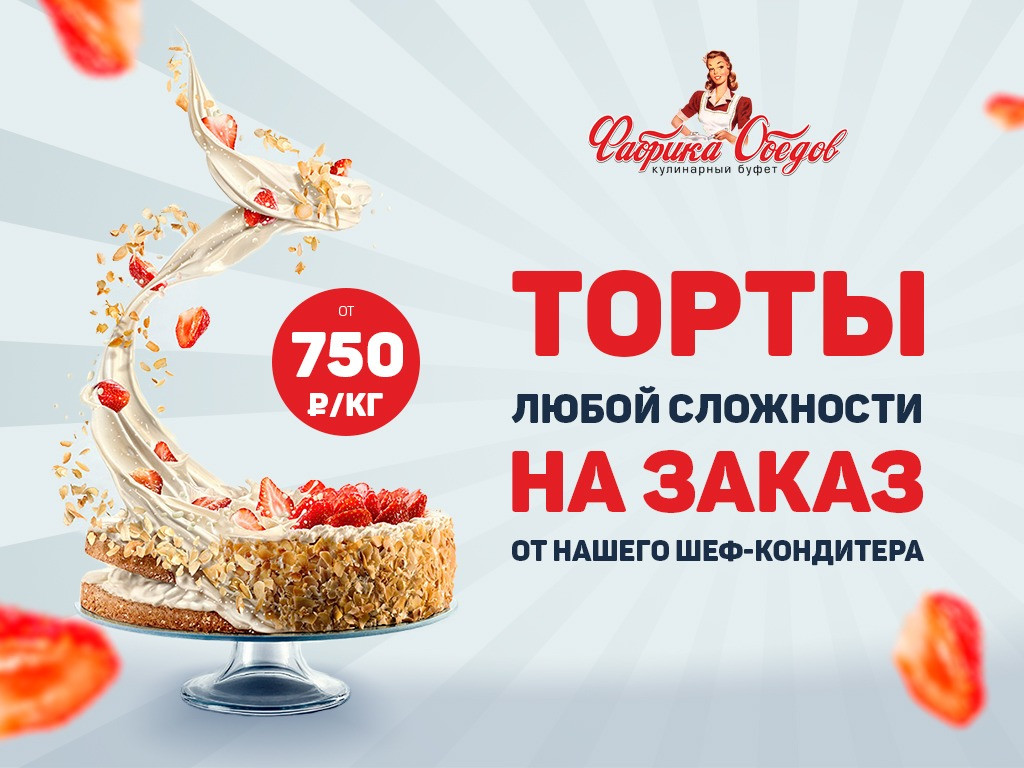 Фабрика Обедов
кулинарный буфет
ТОРТЫ
ЛЮБОЙ СЛОЖНОСТИ
НА ЗАКАЗ
ОТ НАШЕГО ШЕФ-КОНДИТЕРА
ОТ
750
₽/КГ